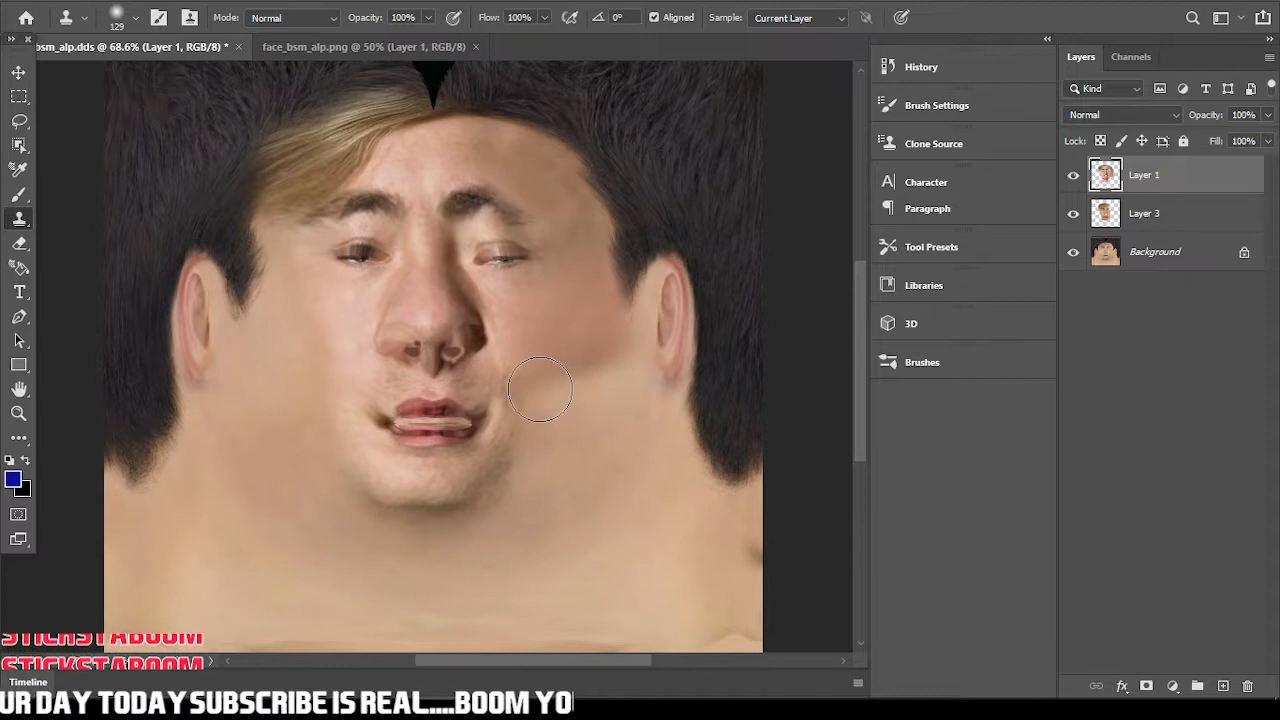 129
Mode: Normal Opacity: 100% Flow: 100% 0° Aligned Sample: Current Layer
bsm_alp.dds @ 68.6% (Layer 1, RGB/8) * × face_bsm_alp.png @ 50% (Layer 1, RGB/8) ×
History
Brush Settings
Clone Source
Character
Paragraph
Tool Presets
Libraries
3D
Brushes
Layers Channels
Kind
Normal Opacity: 100%
Lock: Fill: 100%
Layer 1
Layer 3
Background
STICKSTABOOM
STICKSTABOOM
Timeline
UR DAY TODAY SUBSCRIBE IS REAL....BOOM YO